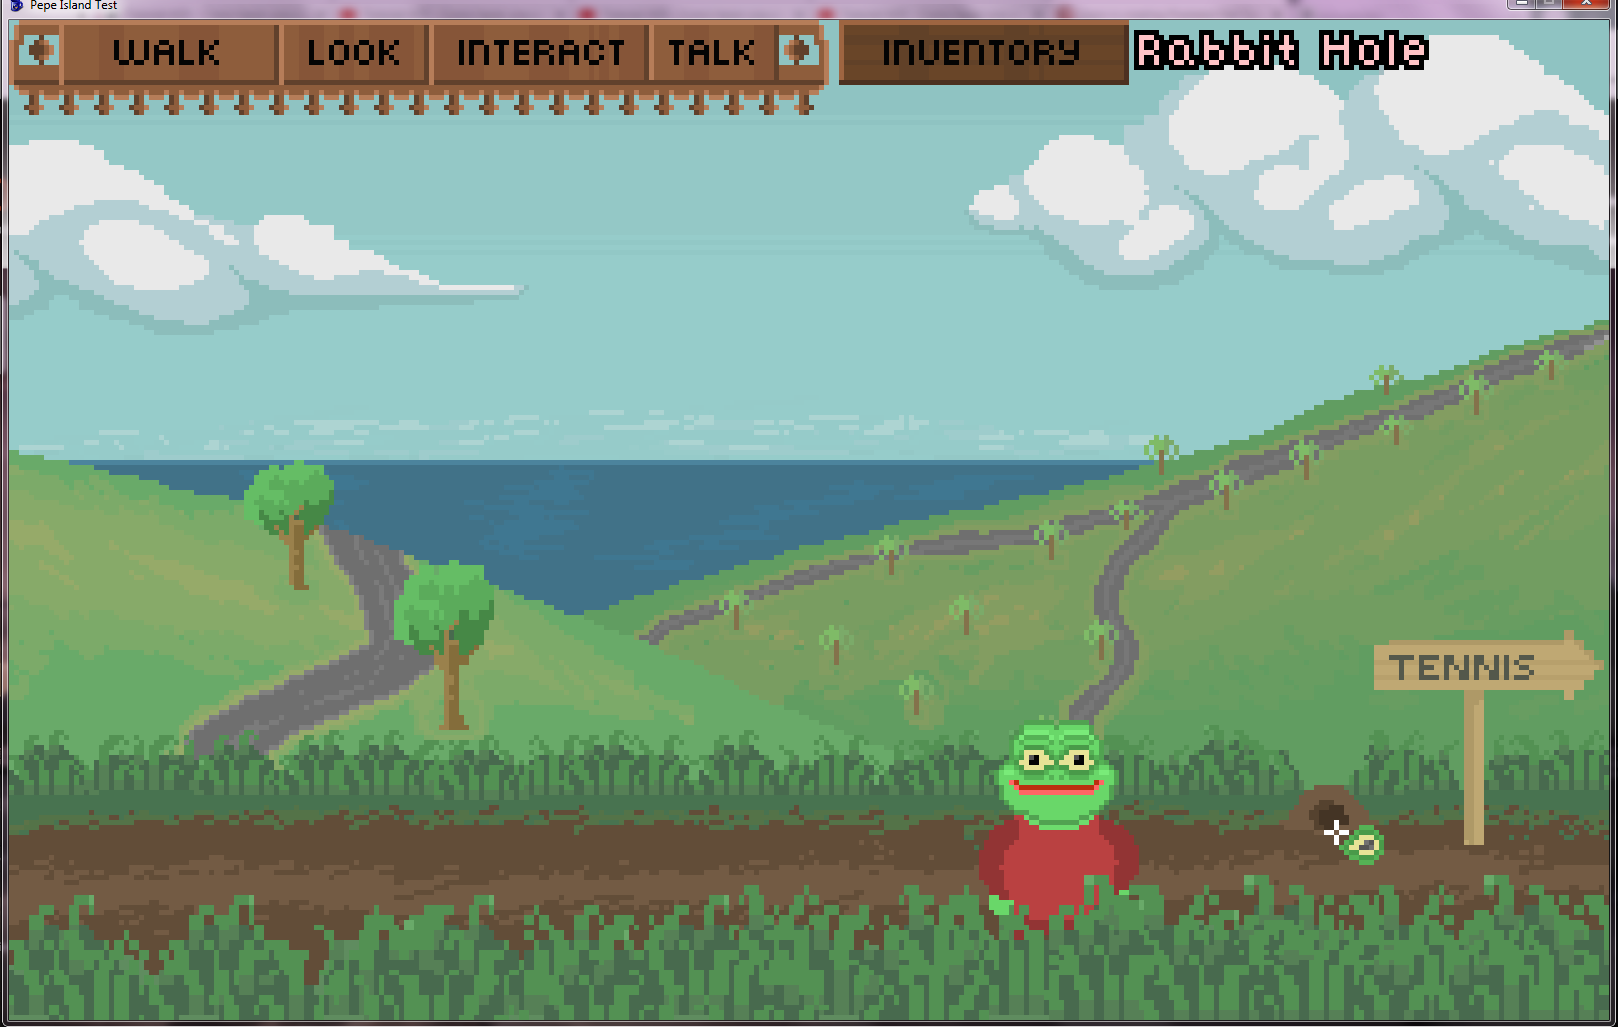 Pepe Island Test
WALK LOOK INTERACT TALK INVENTORY Rabbit Hole
TENNIS